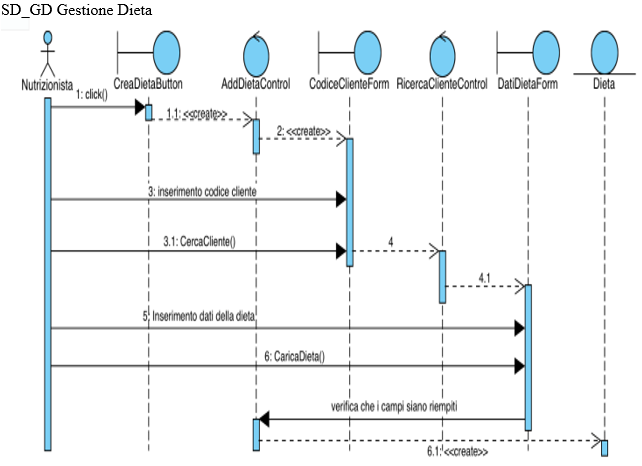 SD_GD Gestione Dieta
Nutrizionista
CreaDietaButton
AddDietaControl
CodiceClienteForm
RicercaClienteControl
DatiDietaForm
Dieta
1: click()
1.1: <<create>>
2: <<create>>
3: inserimento codice cliente
3.1: CercaCliente()
4
4.1
5: Inserimento dati della dieta
6: CaricaDieta()
verifica che i campi siano riempiti
6.1: <<create>>